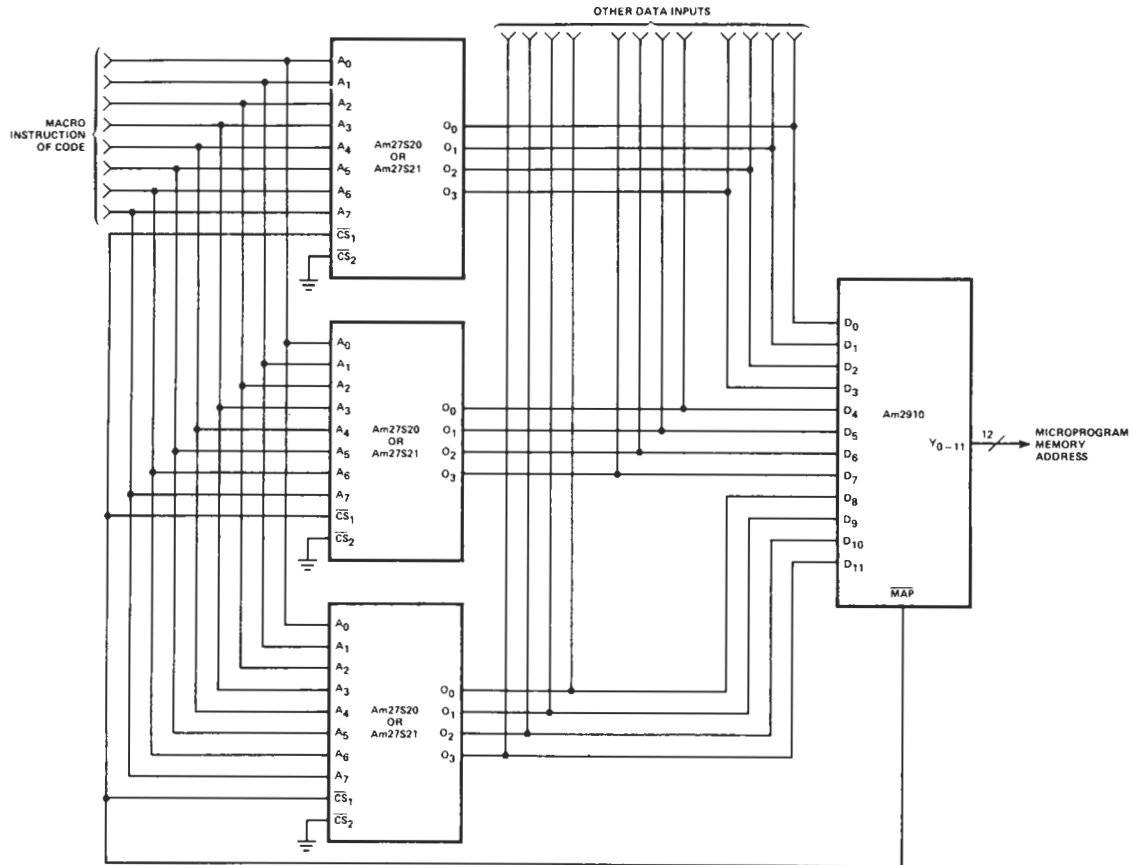 OTHER DATA INPUTS
MACRO
INSTRUCTION
OF CODE
A0
A1
A2
A3
A4
A5
A6
A7
CS1
CS2
Am27S20
OR
Am27S21
O0
O1
O2
O3
A0
A1
A2
A3
A4
A5
A6
A7
CS1
CS2
Am27S20
OR
Am27S21
O0
O1
O2
O3
A0
A1
A2
A3
A4
A5
A6
A7
CS1
CS2
Am27S20
OR
Am27S21
O0
O1
O2
O3
D0
D1
D2
D3
D4
D5
D6
D7
D8
D9
D10
D11
Am2910
Y0–11
MAP
12
MICROPROGRAM
MEMORY
ADDRESS